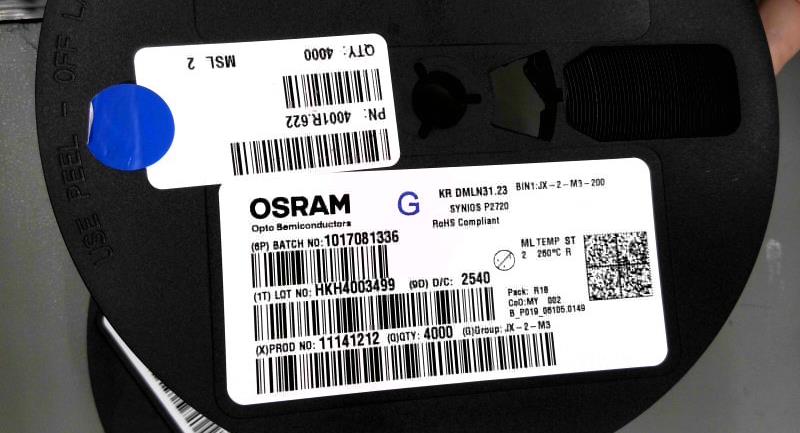 USE PEEL - OFF
QTY: 4000
MSL 2
PN: 4001R.622
OSRAM
Opto Semiconductors
G
KR DMLN31.23 BIN1:JX-2-M3-200
SYNIOS P2720
RoHS Compliant
(6P) BATCH NO:1017081336
ML TEMP ST
2 260°C R
(1T) LOT NO: HKH4003499 (9D) D/C: 2540
Pack: R18
CoO:MY 002
B_P019_06105.0149
(X)PROD NO: 11141212 (Q)QTY: 4000 (G)Group: JX-2-M3